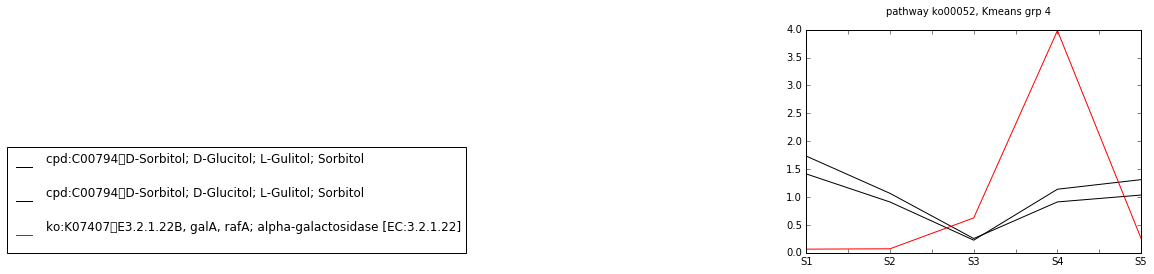 pathway ko00052, Kmeans grp 4
4.0
3.5
3.0
2.5
2.0
1.5
1.0
0.5
0.0
S1 S2 S3 S4 S5
cpd:C00794▯D-Sorbitol; D-Glucitol; L-Gulitol; Sorbitol
cpd:C00794▯D-Sorbitol; D-Glucitol; L-Gulitol; Sorbitol
ko:K07407▯E3.2.1.22B, galA, rafA; alpha-galactosidase [EC:3.2.1.22]